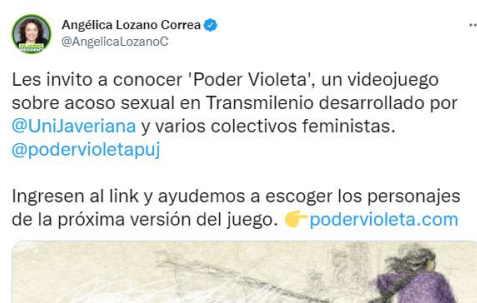 Angélica Lozano Correa
@AngelicaLozanoC
Les invito a conocer 'Poder Violeta', un videojuego
sobre acoso sexual en Transmilenio desarrollado por
@UniJaveriana y varios colectivos feministas.
@podervioletapuj
Ingresen al link y ayudemos a escoger los personajes
de la próxima versión del juego. 👉podervioleta.com